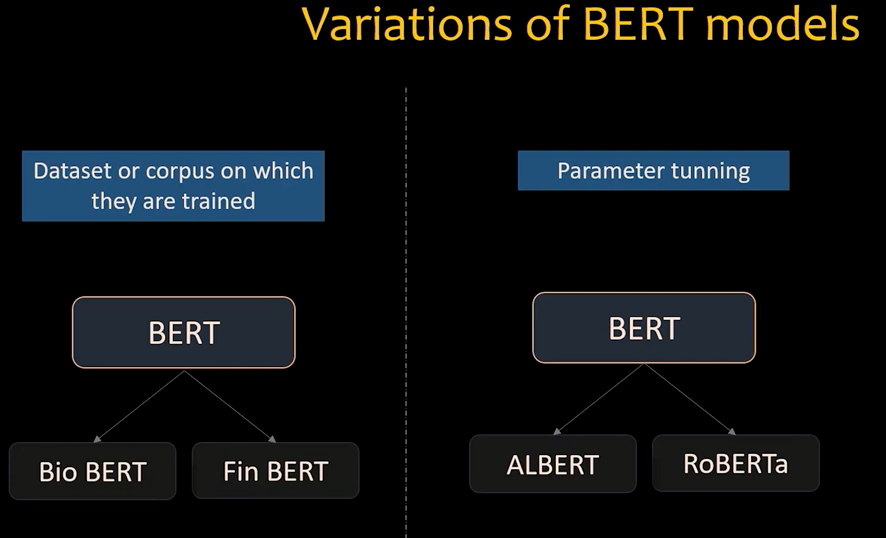 Variations of BERT models
Dataset or corpus on which
they are trained
BERT
Bio BERT
Fin BERT
Parameter tunning
BERT
ALBERT
RoBERTa